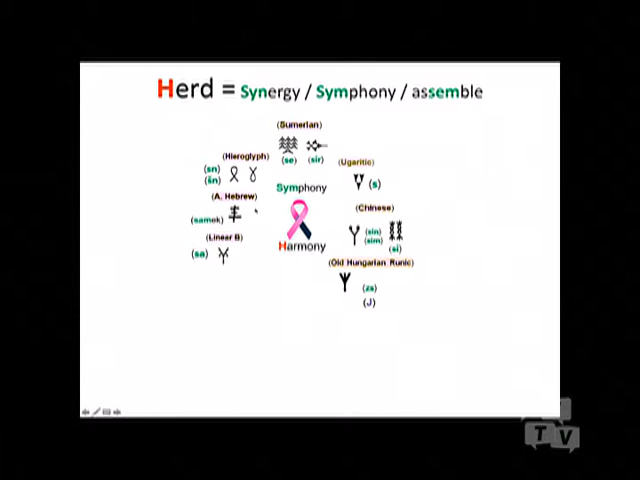 Herd = Synergy / Symphony / assemble
(Sumerian)
(se) (sir)
(Hieroglyph)
(sn)
(šn)
(Ugaritic)
(s)
Symphony
(A. Hebrew)
(samek)
(Chinese)
(sin)
(sim)
(si)
(Linear B)
(sa)
Harmony
(Old Hungarian Runic)
(zs)
(J)
TV